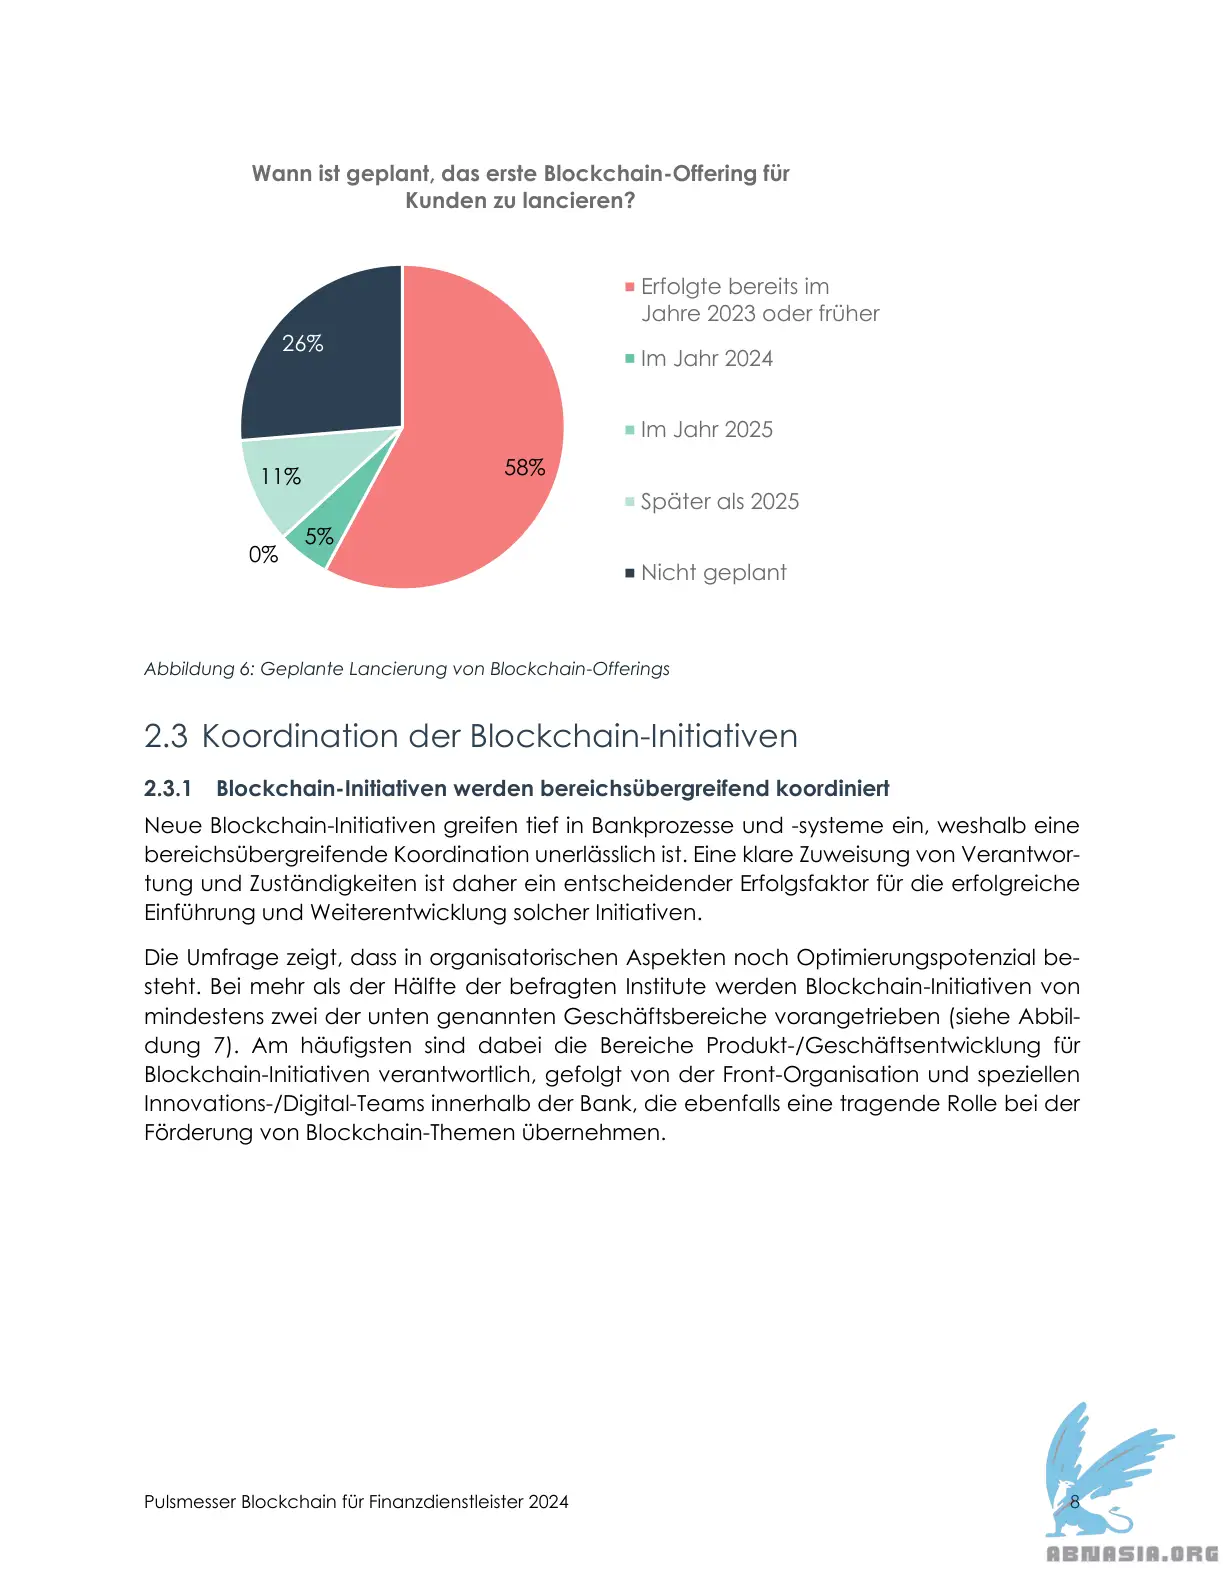 Wann ist geplant, das erste Blockchain-Offering für
Kunden zu lancieren?
26%
11%
0%
5%
58%
Erfolgte bereits im
Jahre 2023 oder früher
Im Jahr 2024
Im Jahr 2025
Später als 2025
Nicht geplant
Abbildung 6: Geplante Lancierung von Blockchain-Offerings
2.3 Koordination der Blockchain-Initiativen
2.3.1 Blockchain-Initiativen werden bereichsübergreifend koordiniert
Neue Blockchain-Initiativen greifen tief in Bankprozesse und -systeme ein, weshalb eine
bereichsübergreifende Koordination unerlässlich ist. Eine klare Zuweisung von Verantwor-
tung und Zuständigkeiten ist daher ein entscheidender Erfolgsfaktor für die erfolgreiche
Einführung und Weiterentwicklung solcher Initiativen.
Die Umfrage zeigt, dass in organisatorischen Aspekten noch Optimierungspotenzial be-
steht. Bei mehr als der Hälfte der befragten Institute werden Blockchain-Initiativen von
mindestens zwei der unten genannten Geschäftsbereiche vorangetrieben (siehe Abbil-
dung 7). Am häufigsten sind dabei die Bereiche Produkt-/Geschäftsentwicklung für
Blockchain-Initiativen verantwortlich, gefolgt von der Front-Organisation und speziellen
Innovations-/Digital-Teams innerhalb der Bank, die ebenfalls eine tragende Rolle bei der
Förderung von Blockchain-Themen übernehmen.
Pulsmesser Blockchain für Finanzdienstleister 2024
8
ABNASIA.ORG